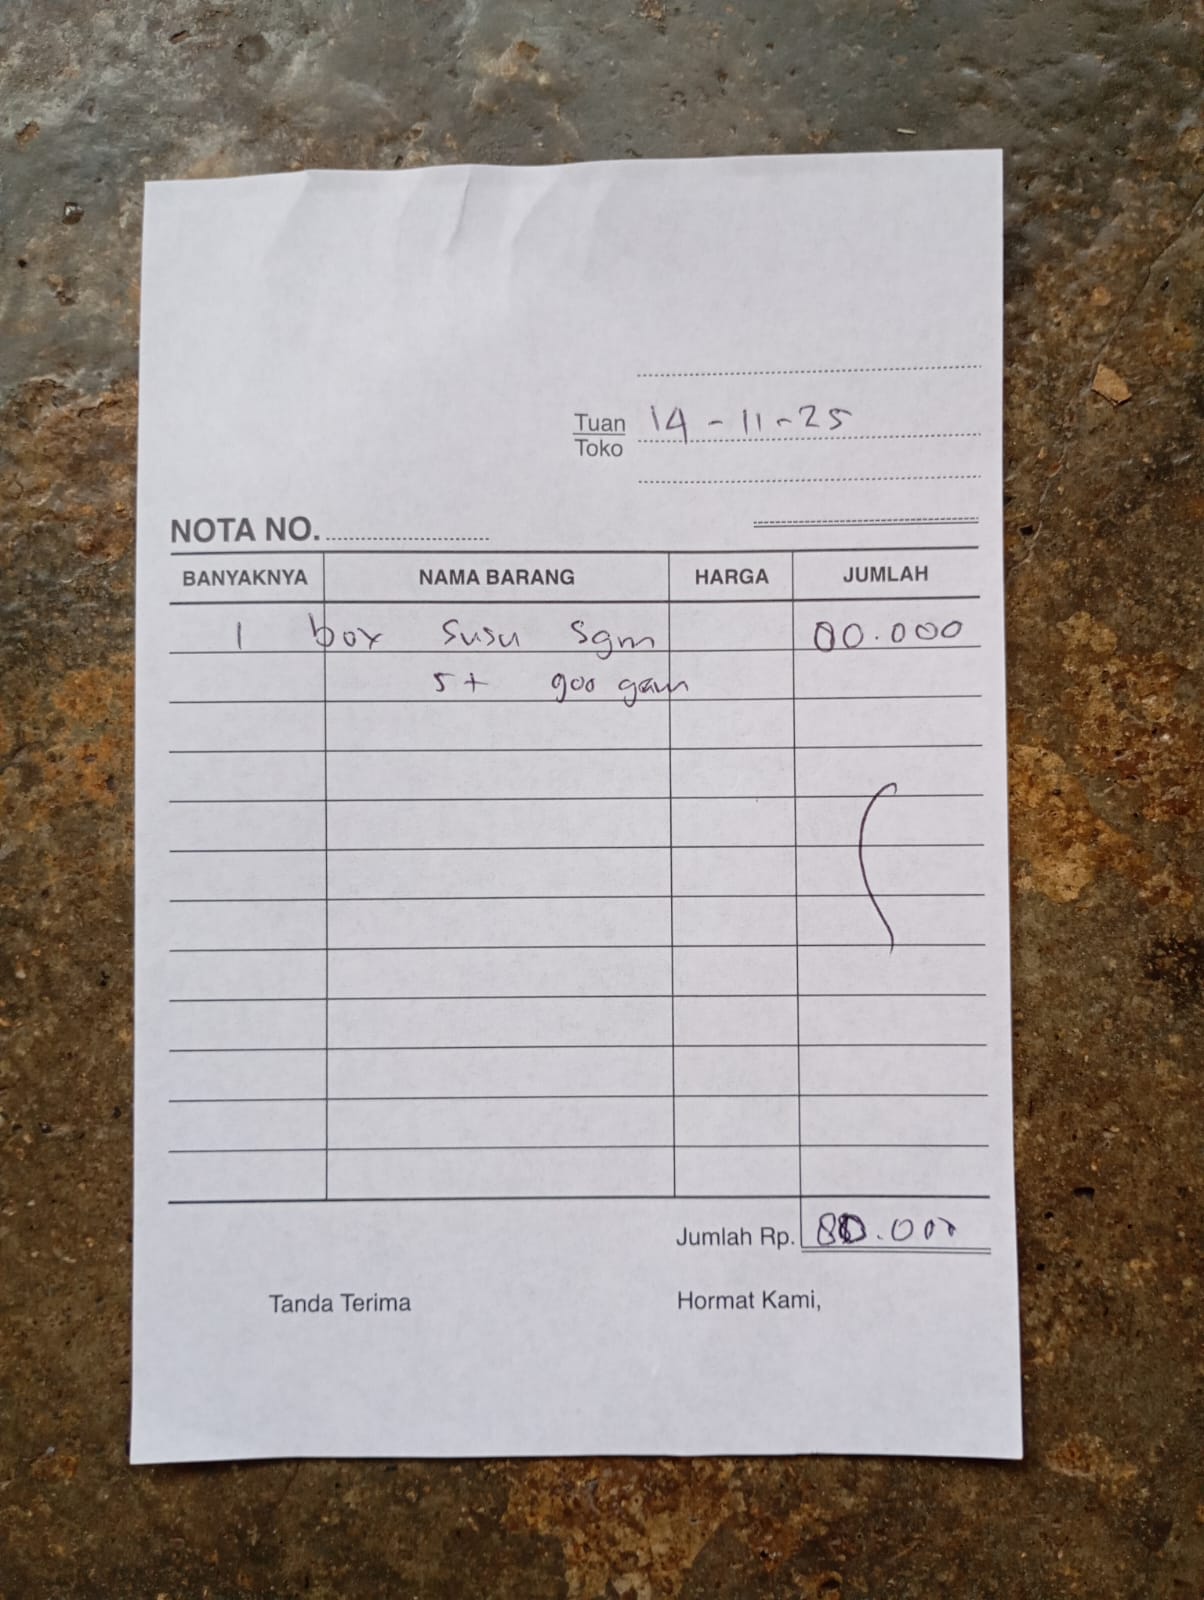 Tuan 14-11-25
Toko
NOTA NO.
BANYAKNYA NAMA BARANG HARGA JUMLAH
1 box susu Sgm 00.000
5+ 900 gam
Jumlah Rp. 80.000
Tanda Terima Hormat Kami,